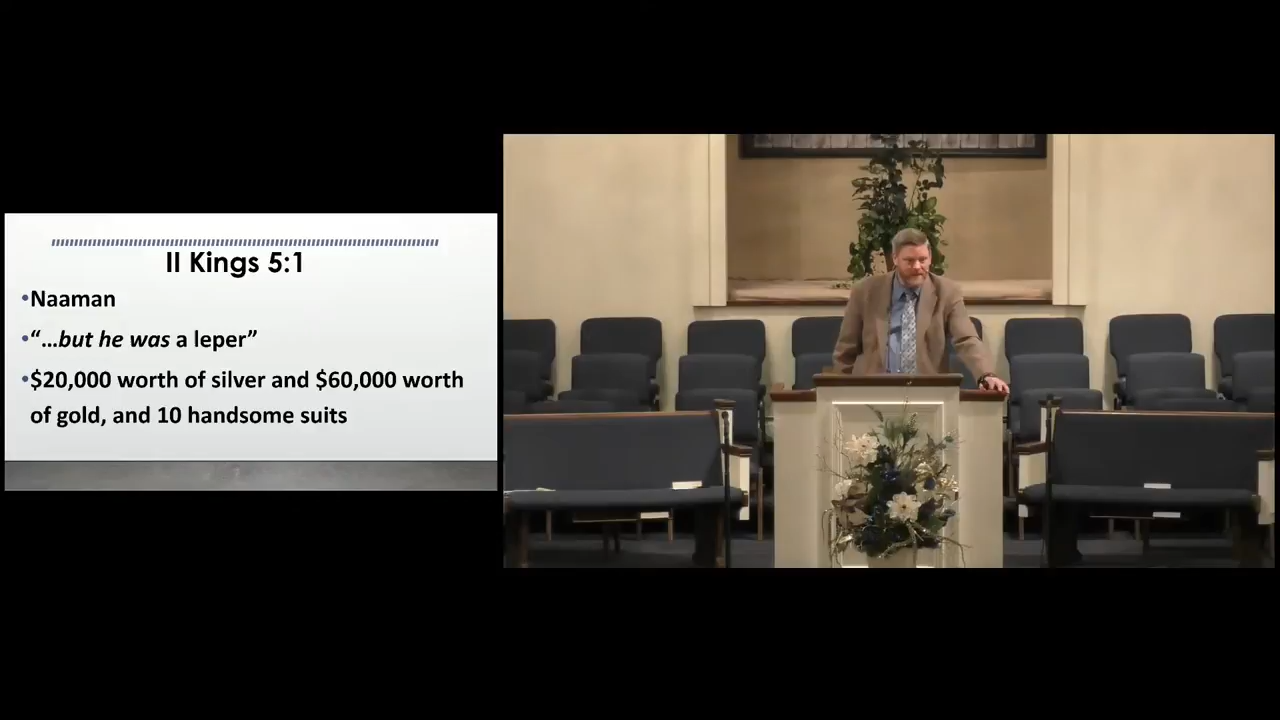 II Kings 5:1
•Naaman
•“…but he was a leper”
•$20,000 worth of silver and $60,000 worth
of gold, and 10 handsome suits